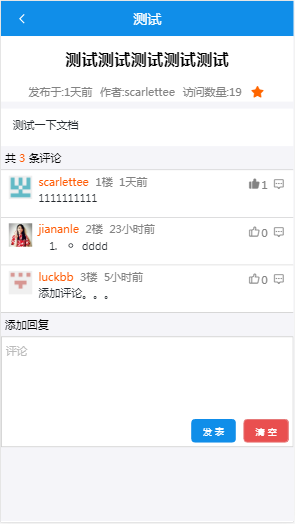 测试
测试测试测试测试测试
发布于:1天前 作者:scarlettee 访问数量:19
测试一下文档
共 3 条评论
scarlettee 1楼 1天前 1
1111111111
jiananle 2楼 23小时前 0
1. ○ dddd
luckbb 3楼 5小时前 0
添加评论。。。
添加回复
评论
发表 清空